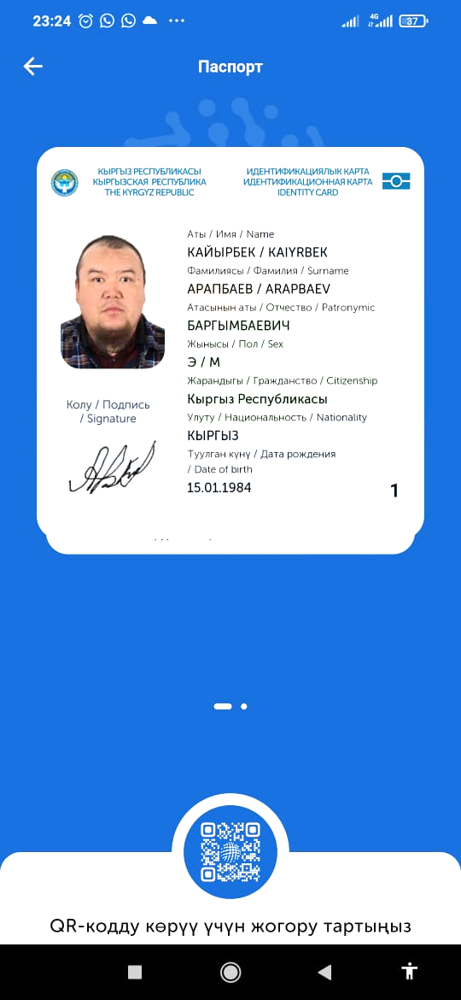 23:24
4G
37
Паспорт
КЫРГЫЗ РЕСПУБЛИКАСЫ
КЫРГЫЗСКАЯ РЕСПУБЛИКА
THE KYRGYZ REPUBLIC
ИДЕНТИФИКАЦИЯЛЫК КАРТА
ИДЕНТИФИКАЦИОННАЯ КАРТА
IDENTITY CARD
Аты / Имя / Name
КАЙЫРБЕК / KAIYRBEK
Фамилиясы / Фамилия / Surname
АРАПБАЕВ / ARAPBAEV
Атасынын аты / Отчество / Patronymic
БАРГЫМБАЕВИЧ
Жынысы / Пол / Sex
Э / М
Жарандыгы / Гражданство / Citizenship
Кыргыз Республикасы
Улуту / Национальность / Nationality
КЫРГЫЗ
Туулган күнү / Дата рождения
/ Date of birth
15.01.1984
1
Колу / Подпись
/ Signature
QR-кодду көрүү үчүн жогору тартыңыз